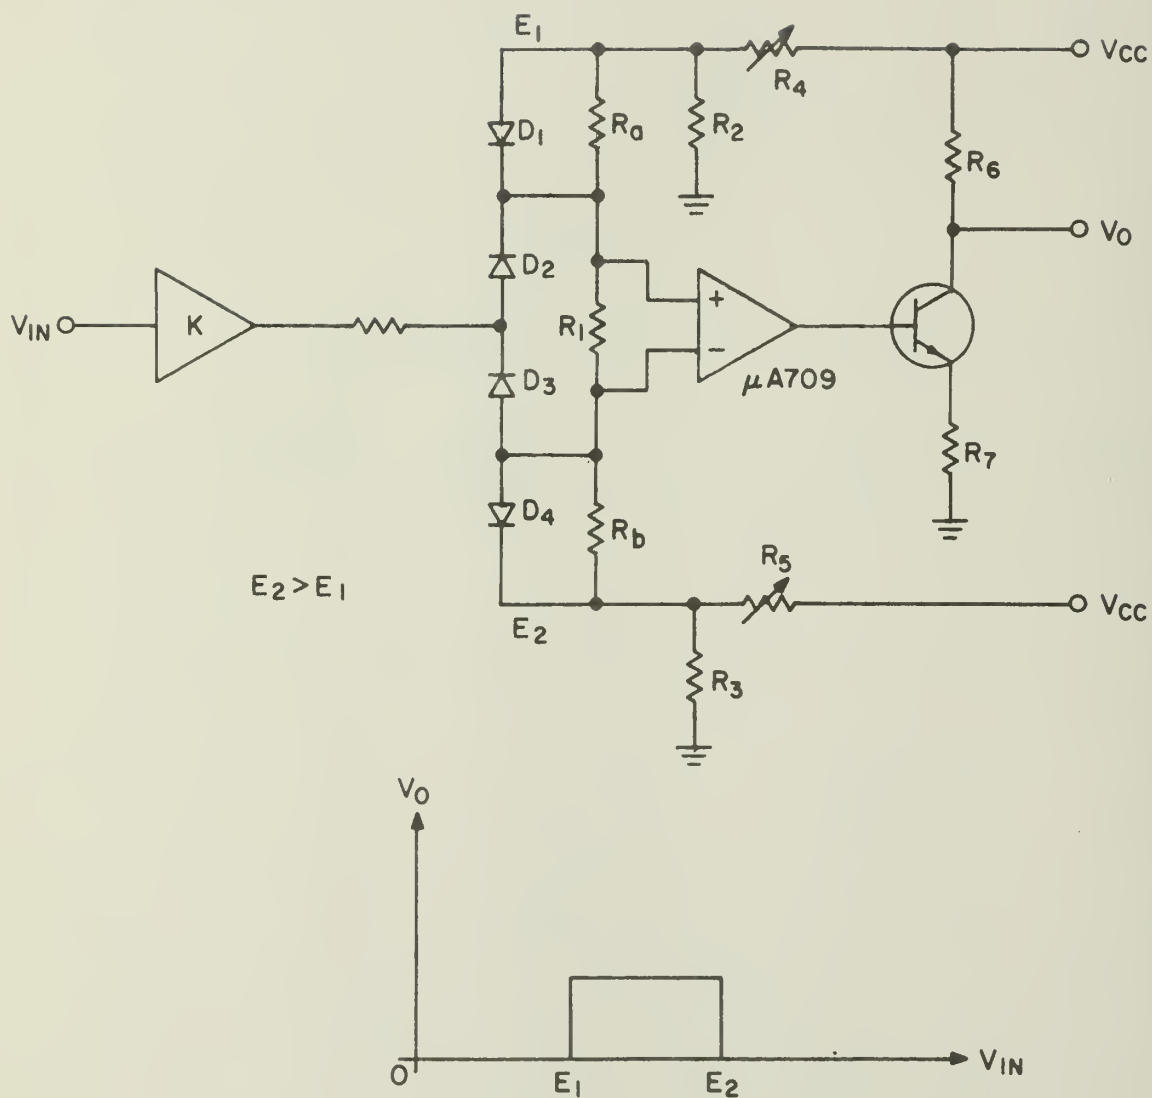 E1
VCC
R4
D1
Ra
R2
R6
VO
D2
VIN
K
R1
+
-
μA709
D3
R7
D4
Rb
R5
E2 > E1
VCC
E2
R3
VO
O
E1
E2
VIN